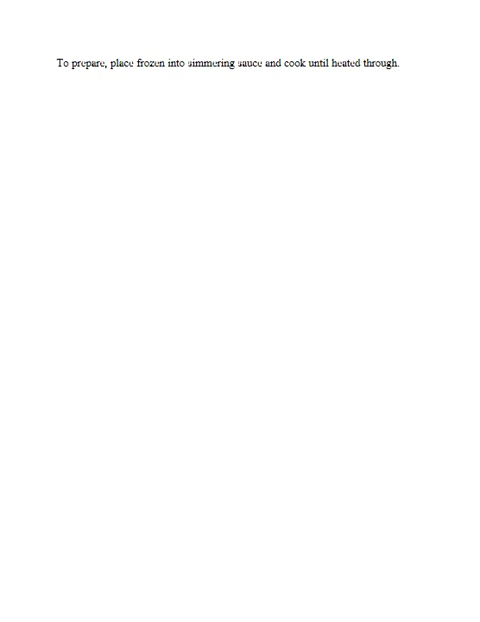 To prepare, place frozen into simmering sauce and cook until heated through.